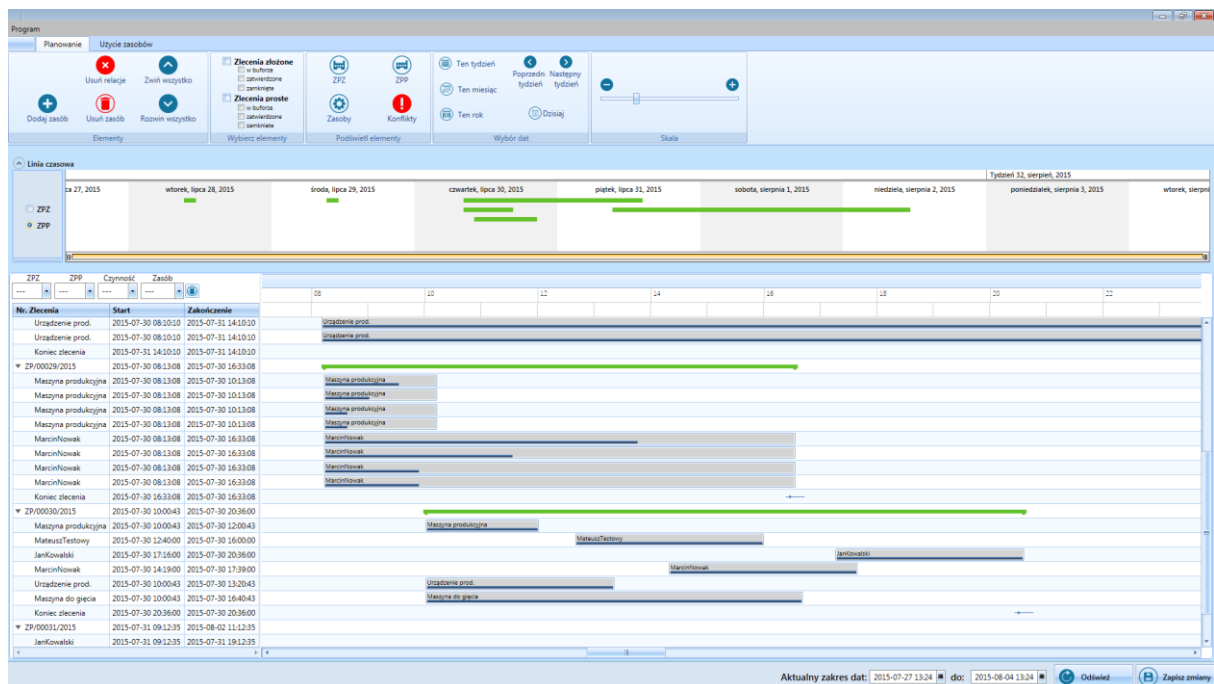 Program
Planowanie Użycie zasobów
Usuń relacje Zwiń wszystko
Dodaj zasób Usuń zasób Rozwin wszystko
Elementy
Zlecenia złożone
w buforze
zatwierdzone
zamknięte
Zlecenia proste
w buforze
zatwierdzone
zamkniete
Wybierz elementy
ZPZ ZPP
Zasoby Konflikty
Podświetl elementy
Ten tydzień
Ten miesiąc
Ten rok
Poprzedn Następny
tydzień tydzień
Dzisiaj
Wybór dat
Skala
Linia czasowa
Tydzień 32, sierpień, 2015
ca 27, 2015 wtorek, lipca 28, 2015 środa, lipca 29, 2015 czwartek, lipca 30, 2015 piątek, lipca 31, 2015 sobota, sierpnia 1, 2015 niedziela, sierpnia 2, 2015 poniedziałek, sierpnia 3, 2015 wtorek, sierpni
ZPZ
ZPP
ZPZ ZPP Czynność Zasób
--- --- --- ---
08 10 12 14 16 18 20 22
Nr. Zlecenia Start Zakończenie
Urządzenie prod. 2015-07-30 08:10:10 2015-07-31 14:10:10 Urządzenie prod.
Urządzenie prod. 2015-07-30 08:10:10 2015-07-31 14:10:10 Urządzenie prod.
Koniec zlecenia 2015-07-31 14:10:10 2015-07-31 14:10:10
ZP/00029/2015 2015-07-30 08:13:08 2015-07-30 16:33:08
Maszyna produkcyjna 2015-07-30 08:13:08 2015-07-30 10:13:08 Maszyna produkcyjna
Maszyna produkcyjna 2015-07-30 08:13:08 2015-07-30 10:13:08 Maszyna produkcyjna
Maszyna produkcyjna 2015-07-30 08:13:08 2015-07-30 10:13:08 Maszyna produkcyjna
Maszyna produkcyjna 2015-07-30 08:13:08 2015-07-30 10:13:08 Maszyna produkcyjna
MarcinNowak 2015-07-30 08:13:08 2015-07-30 16:33:08 MarcinNowak
MarcinNowak 2015-07-30 08:13:08 2015-07-30 16:33:08 MarcinNowak
MarcinNowak 2015-07-30 08:13:08 2015-07-30 16:33:08 MarcinNowak
MarcinNowak 2015-07-30 08:13:08 2015-07-30 16:33:08 MarcinNowak
Koniec zlecenia 2015-07-30 16:33:08 2015-07-30 16:33:08
ZP/00030/2015 2015-07-30 10:00:43 2015-07-30 20:36:00
Maszyna produkcyjna 2015-07-30 10:00:43 2015-07-30 12:00:43 Maszyna produkcyjna
MateuszTestowy 2015-07-30 12:40:00 2015-07-30 16:00:00 MateuszTestowy
JanKowalski 2015-07-30 17:16:00 2015-07-30 20:36:00 JanKowalski
MarcinNowak 2015-07-30 14:19:00 2015-07-30 17:39:00 MarcinNowak
Urządzenie prod. 2015-07-30 10:00:43 2015-07-30 13:20:43 Urządzenie prod.
Maszyna do gięcia 2015-07-30 10:00:43 2015-07-30 16:40:43 Maszyna do gięcia
Koniec zlecenia 2015-07-30 20:36:00 2015-07-30 20:36:00
ZP/00031/2015 2015-07-31 09:12:35 2015-08-02 11:12:35
JanKowalski 2015-07-31 09:12:35 2015-07-31 19:12:35
Aktualny zakres dat: 2015-07-27 13:24 do: 2015-08-04 13:24 Odśwież Zapisz zmiany